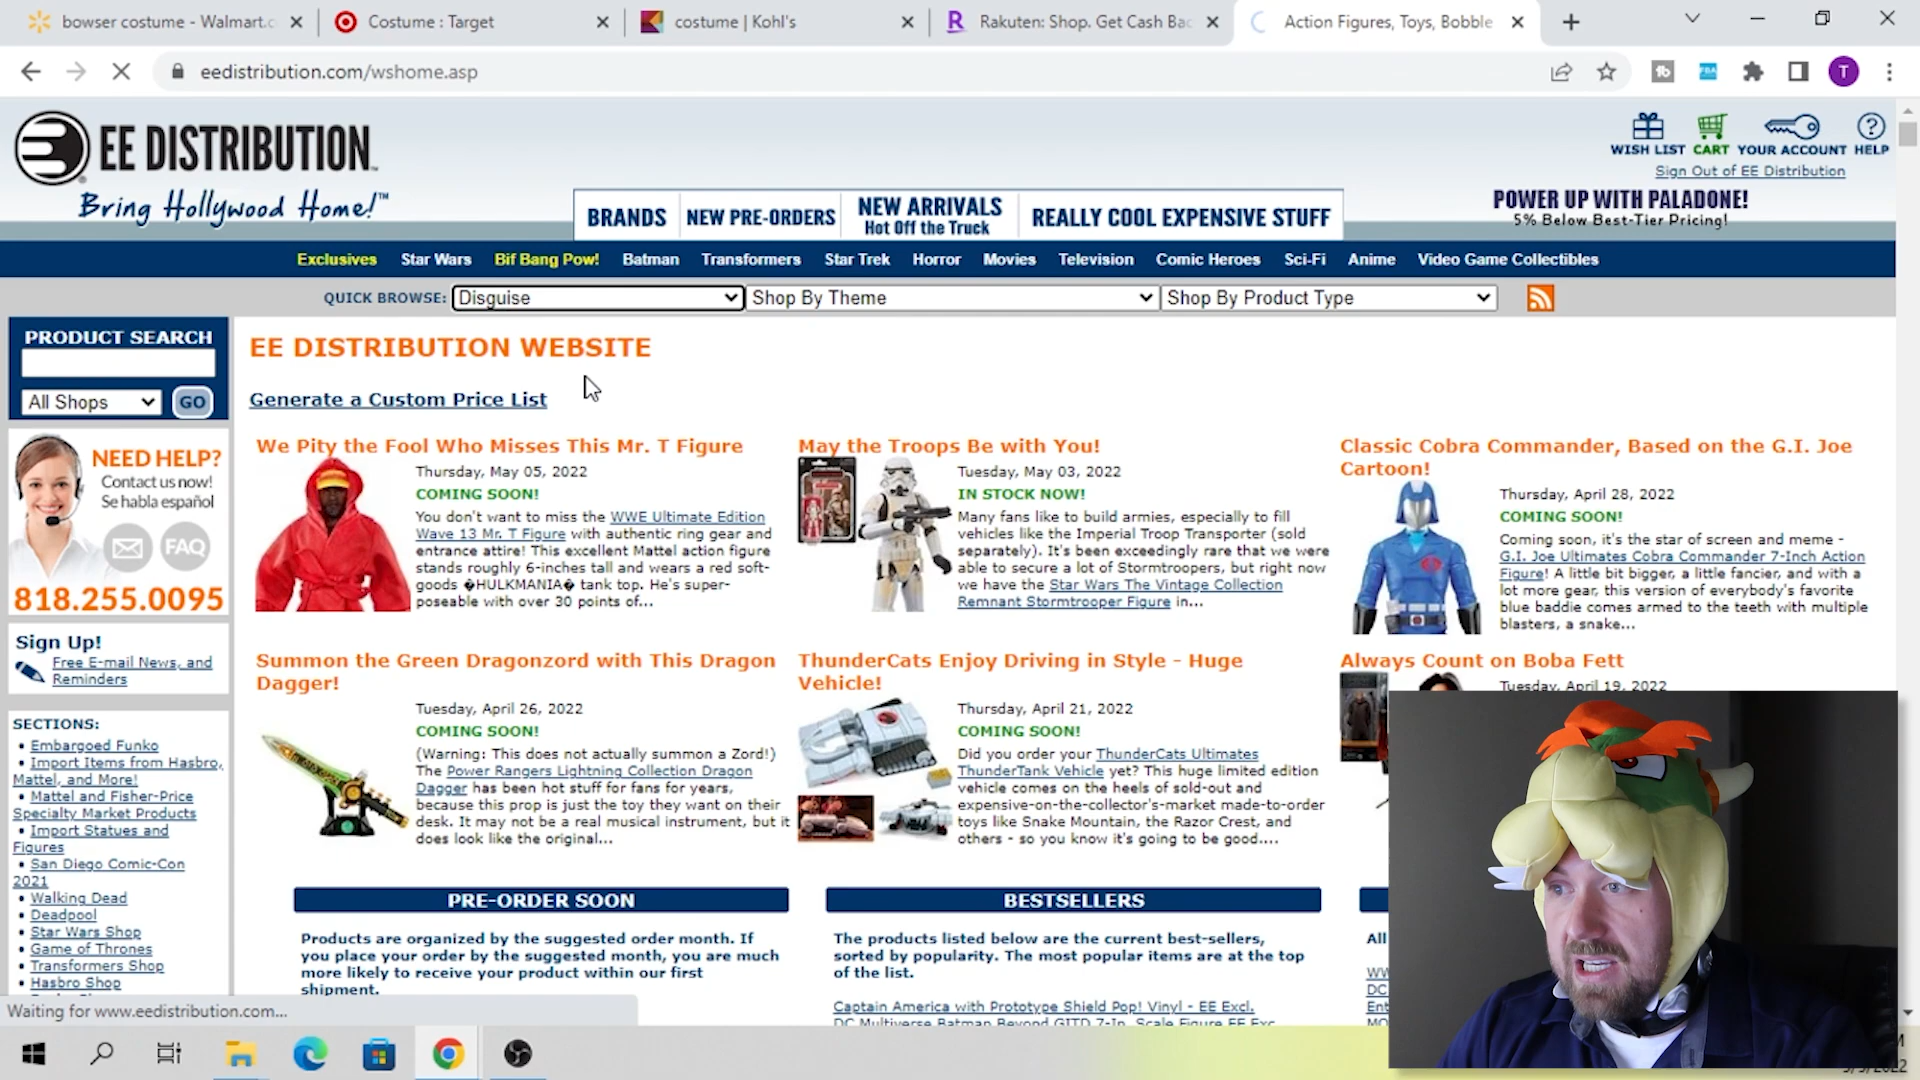 bowser costume - Walmart.c
Costume : Target
costume | Kohl's
Rakuten: Shop. Get Cash Bac
Action Figures, Toys, Bobble
eedistribution.com/wshome.asp
T
EE DISTRIBUTION
Bring Hollywood Home!™
WISH LIST CART YOUR ACCOUNT HELP
Sign Out of EE Distribution
POWER UP WITH PALADONE!
5% Below Best-Tier Pricing!
BRANDS NEW PRE-ORDERS NEW ARRIVALS REALLY COOL EXPENSIVE STUFF
Hot Off the Truck
Exclusives Star Wars Bif Bang Pow! Batman Transformers Star Trek Horror Movies Television Comic Heroes Sci-Fi Anime Video Game Collectibles
QUICK BROWSE: Disguise Shop By Theme Shop By Product Type
PRODUCT SEARCH
All Shops GO
NEED HELP?
Contact us now!
Se habla español
FAQ
818.255.0095
Sign Up!
Free E-mail News, and
Reminders
SECTIONS:
• Embargoed Funko
• Import Items from Hasbro,
Mattel, and More!
• Mattel and Fisher-Price
Specialty Market Products
• Import Statues and
Figures
• San Diego Comic-Con
2021
• Walking Dead
• Deadpool
• Star Wars Shop
• Game of Thrones
• Transformers Shop
• Hasbro Shop
EE DISTRIBUTION WEBSITE
Generate a Custom Price List
We Pity the Fool Who Misses This Mr. T Figure
Thursday, May 05, 2022
COMING SOON!
You don't want to miss the WWE Ultimate Edition
Wave 13 Mr. T Figure with authentic ring gear and
entrance attire! This excellent Mattel action figure
stands roughly 6-inches tall and wears a red soft-
goods �HULKMANIA� tank top. He's super-
poseable with over 30 points of...
May the Troops Be with You!
Tuesday, May 03, 2022
IN STOCK NOW!
Many fans like to build armies, especially to fill
vehicles like the Imperial Troop Transporter (sold
separately). It's been exceedingly rare that we were
able to secure a lot of Stormtroopers, but right now
we have the Star Wars The Vintage Collection
Remnant Stormtrooper Figure in...
Classic Cobra Commander, Based on the G.I. Joe
Cartoon!
Thursday, April 28, 2022
COMING SOON!
Coming soon, it's the star of screen and meme -
G.I. Joe Ultimates Cobra Commander 7-Inch Action
Figure! A little bit bigger, a little fancier, and with a
lot more gear, this version of everybody's favorite
blue baddie comes armed to the teeth with multiple
blasters, a snake...
Summon the Green Dragonzord with This Dragon
Dagger!
Tuesday, April 26, 2022
COMING SOON!
(Warning: This does not actually summon a Zord!)
The Power Rangers Lightning Collection Dragon
Dagger has been hot stuff for fans for years,
because this prop is just the toy they want on their
desk. It may not be a real musical instrument, but it
does look like the original...
ThunderCats Enjoy Driving in Style - Huge
Vehicle!
Thursday, April 21, 2022
COMING SOON!
Did you order your ThunderCats Ultimates
ThunderTank Vehicle yet? This huge limited edition
vehicle comes on the heels of sold-out and
expensive-on-the-collector's-market made-to-order
toys like Snake Mountain, the Razor Crest, and
others - so you know it's going to be good....
Always Count on Boba Fett
Tuesday, April 19, 2022
PRE-ORDER SOON
Products are organized by the suggested order month. If
you place your order by the suggested month, you are much
more likely to receive your product within our first
shipment.
BESTSELLERS
The products listed below are the current best-sellers,
sorted by popularity. The most popular items are at the top
of the list.
Captain America with Prototype Shield Pop! Vinyl - EE Excl.
DC Multiverse Batman Beyond GITD 7-In. Scale Figure EE Exc
All
WW
DC
Ent
MO
Waiting for www.eedistribution.com...